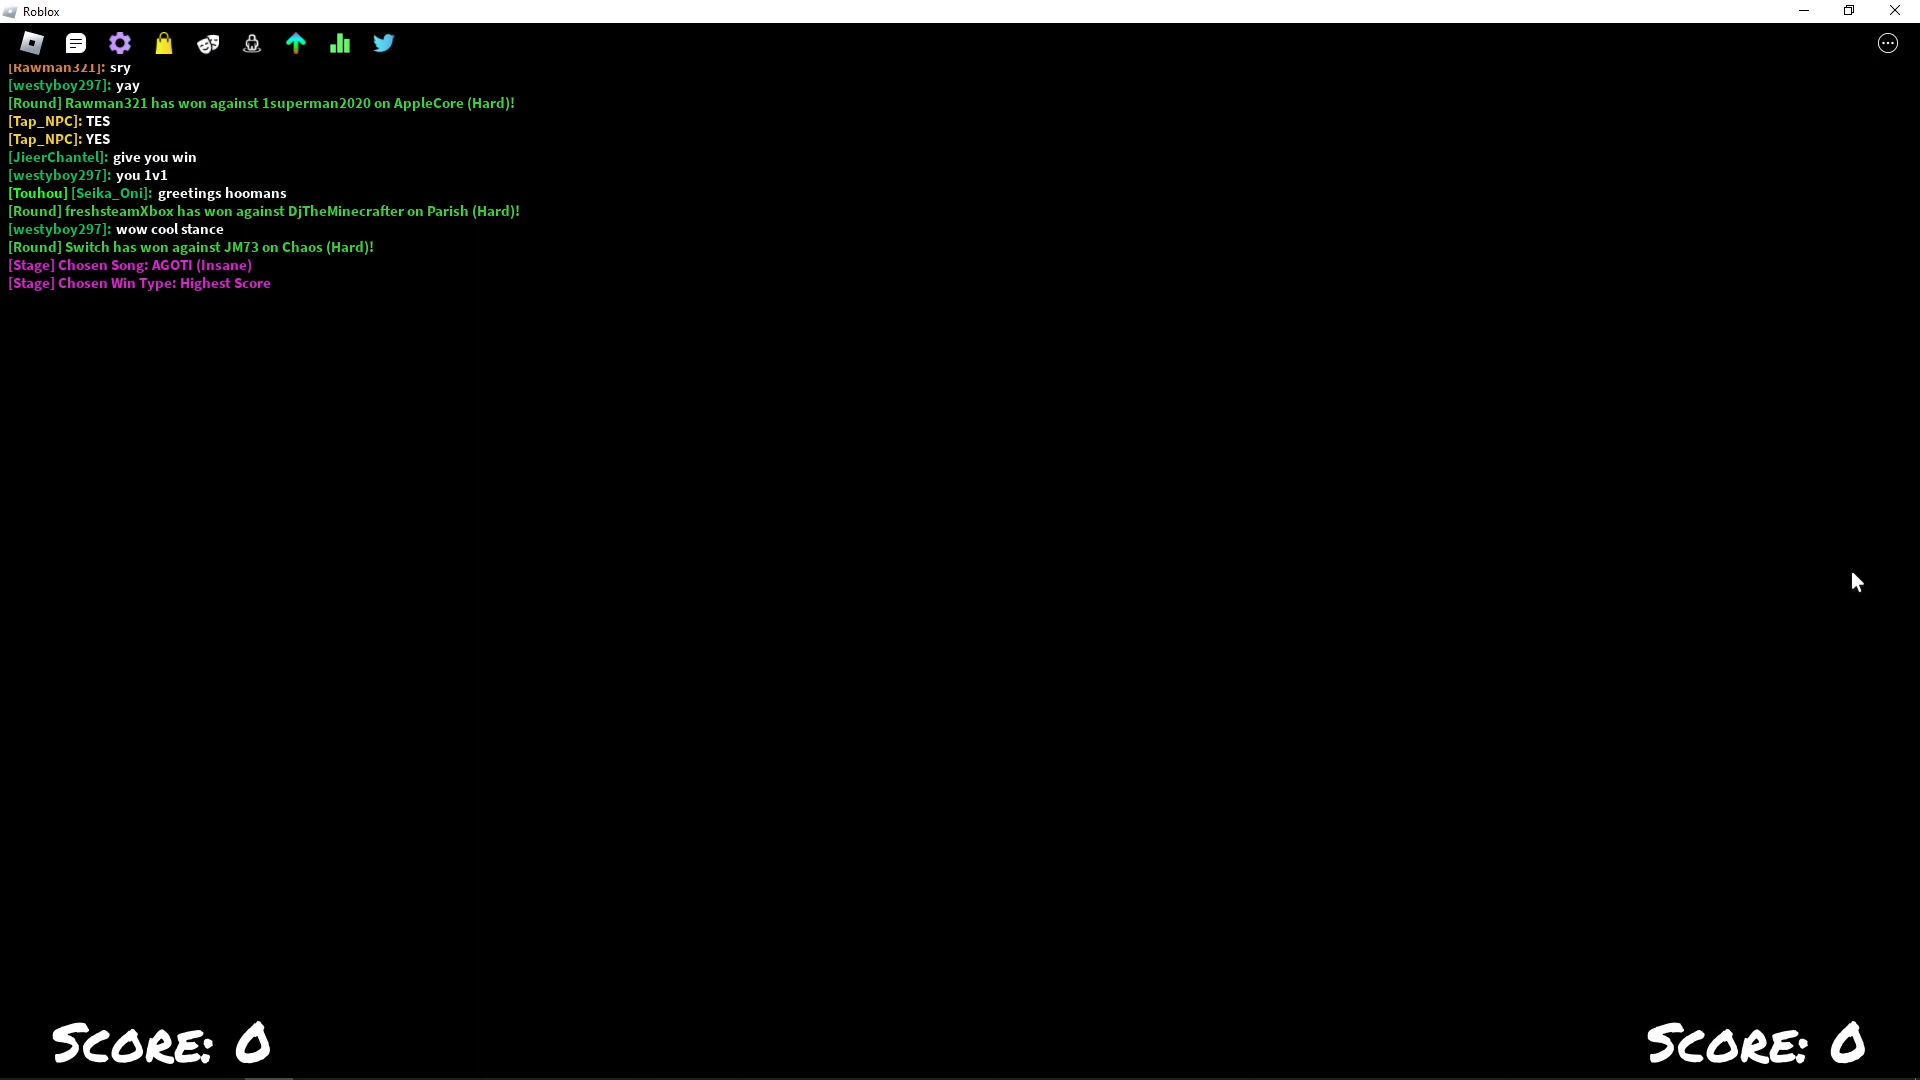 Roblox
[Rawman321]: sry
[westyboy297]: yay
[Round] Rawman321 has won against 1superman2020 on AppleCore (Hard)!
[Tap_NPC]: TES
[Tap_NPC]: YES
[JieerChantel]: give you win
[westyboy297]: you 1v1
[Touhou] [Seika_Oni]: greetings hoomans
[Round] freshsteamXbox has won against DjTheMinecrafter on Parish (Hard)!
[westyboy297]: wow cool stance
[Round] Switch has won against JM73 on Chaos (Hard)!
[Stage] Chosen Song: AGOTI (Insane)
[Stage] Chosen Win Type: Highest Score
Score: 0
Score: 0